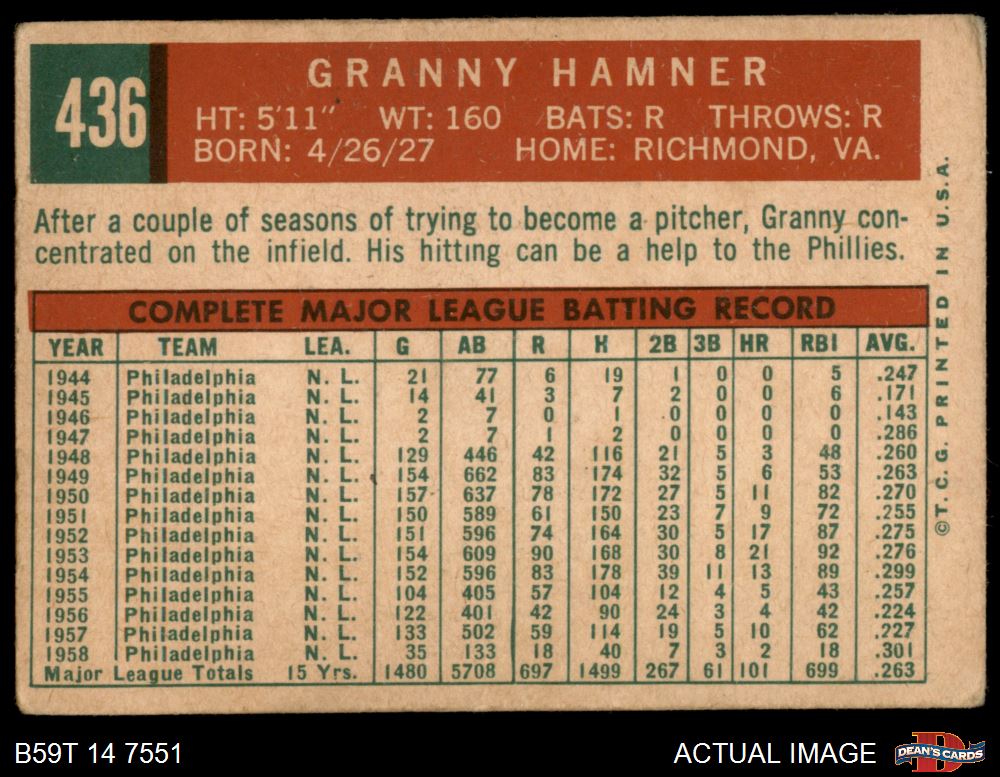 436
GRANNY HAMNER
HT: 5'11" WT: 160 BATS: R THROWS: R
BORN: 4/26/27 HOME: RICHMOND, VA.
After a couple of seasons of trying to become a pitcher, Granny con-
centrated on the infield. His hitting can be a help to the Phillies.
COMPLETE MAJOR LEAGUE BATTING RECORD
YEAR TEAM LEA. G AB R H 2B 3B HR RBI AVG.
1944 Philadelphia N. L. 21 77 6 19 1 0 0 5 .247
1945 Philadelphia N. L. 14 41 3 7 2 0 0 6 .171
1946 Philadelphia N. L. 2 7 0 1 0 0 0 0 .143
1947 Philadelphia N. L. 2 7 1 2 0 0 0 0 .286
1948 Philadelphia N. L. 129 446 42 116 21 5 3 48 .260
1949 Philadelphia N. L. 154 662 83 174 32 5 6 53 .263
1950 Philadelphia N. L. 157 637 78 172 27 5 11 82 .270
1951 Philadelphia N. L. 150 589 61 150 23 7 9 72 .255
1952 Philadelphia N. L. 151 596 74 164 30 5 17 87 .275
1953 Philadelphia N. L. 154 609 90 168 30 8 21 92 .276
1954 Philadelphia N. L. 152 596 83 178 39 11 13 89 .299
1955 Philadelphia N. L. 104 405 57 104 12 4 5 43 .257
1956 Philadelphia N. L. 122 401 42 90 24 3 4 42 .224
1957 Philadelphia N. L. 133 502 59 114 19 5 10 62 .227
1958 Philadelphia N. L. 35 133 18 40 7 3 2 18 .301
Major League Totals 15 Yrs. 1480 5708 697 1499 267 61 101 699 .263
©T. C. G. PRINTED IN U.S.A.
B59T 14 7551
ACTUAL IMAGE
D
DEAN'S CARDS